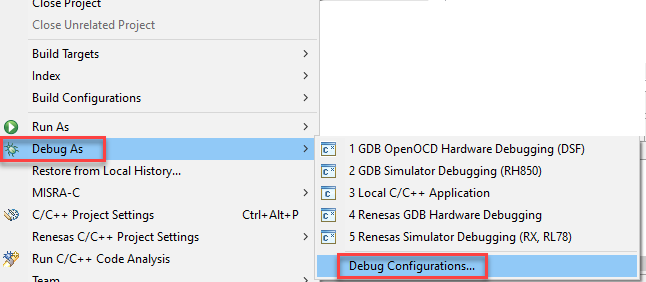 Close Project
Close Unrelated Project
Build Targets
Index
Build Configurations
Run As
Debug As
Restore from Local History...
MISRA-C
C/C++ Project Settings Ctrl+Alt+P
Renesas C/C++ Project Settings
Run C/C++ Code Analysis
Team
1 GDB OpenOCD Hardware Debugging (DSF)
2 GDB Simulator Debugging (RH850)
3 Local C/C++ Application
4 Renesas GDB Hardware Debugging
5 Renesas Simulator Debugging (RX, RL78)
Debug Configurations...